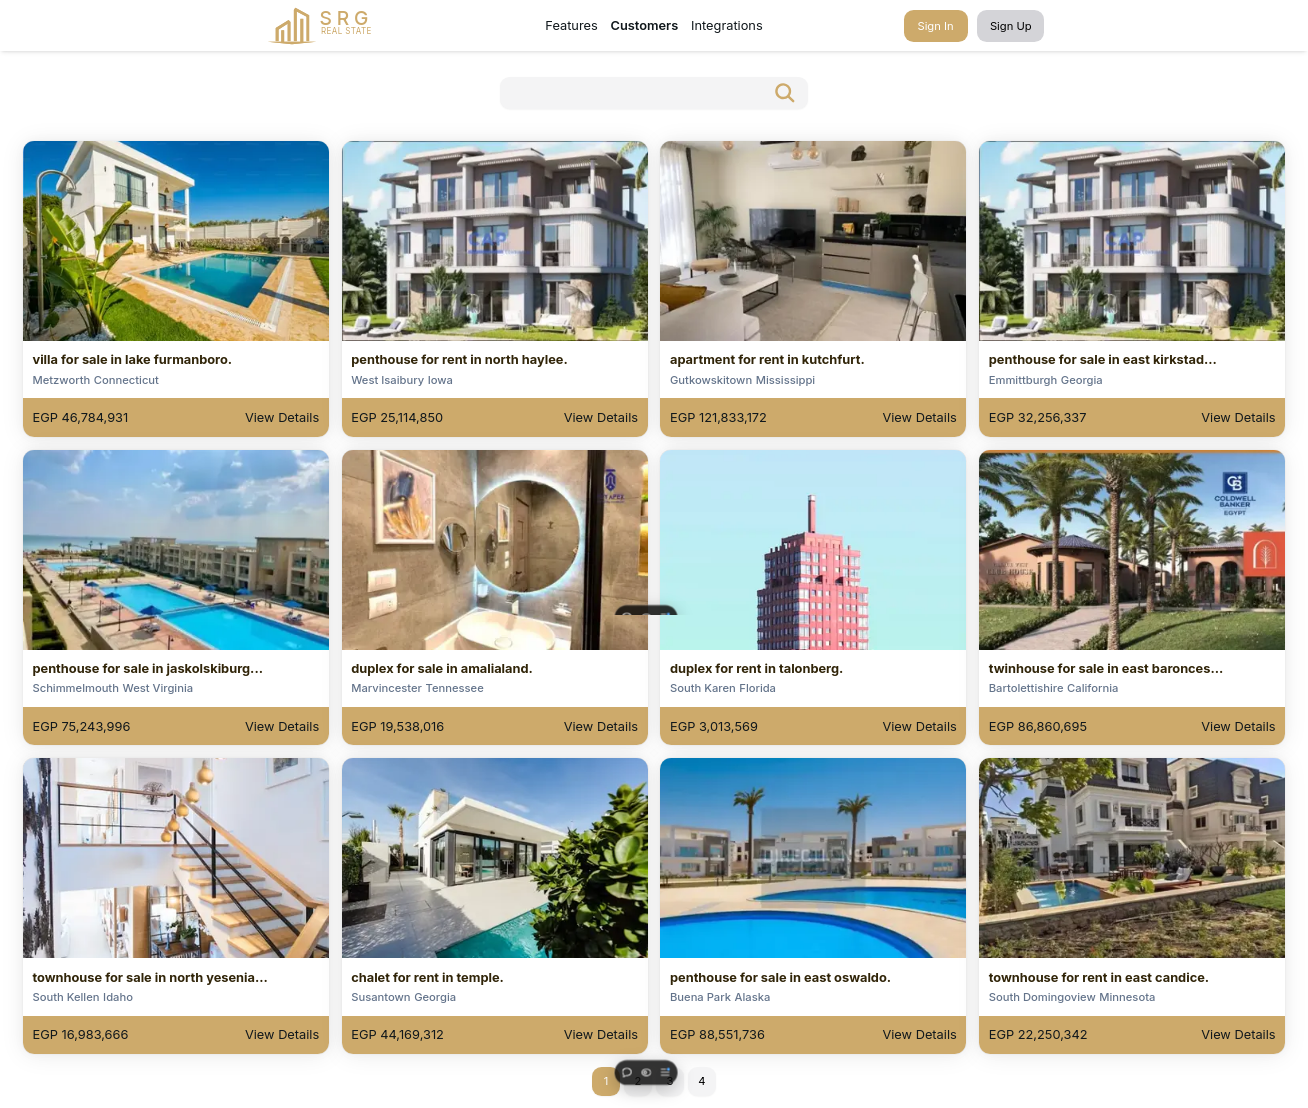 SRG
REAL STATE
Features Customers Integrations
Sign In Sign Up
villa for sale in lake furmanboro.
Metzworth Connecticut
EGP 46,784,931 View Details
penthouse for rent in north haylee.
West Isaibury Iowa
EGP 25,114,850 View Details
apartment for rent in kutchfurt.
Gutkowskitown Mississippi
EGP 121,833,172 View Details
penthouse for sale in east kirkstad...
Emmittburgh Georgia
EGP 32,256,337 View Details
COLDWELL
BANKER
EGYPT
penthouse for sale in jaskolskiburg...
Schimmelmouth West Virginia
EGP 75,243,996 View Details
duplex for sale in amalialand.
Marvincester Tennessee
EGP 19,538,016 View Details
duplex for rent in talonberg.
South Karen Florida
EGP 3,013,569 View Details
twinhouse for sale in east baronces...
Bartolettishire California
EGP 86,860,695 View Details
townhouse for sale in north yesenia...
South Kellen Idaho
EGP 16,983,666 View Details
chalet for rent in temple.
Susantown Georgia
EGP 44,169,312 View Details
penthouse for sale in east oswaldo.
Buena Park Alaska
EGP 88,551,736 View Details
townhouse for rent in east candice.
South Domingoview Minnesota
EGP 22,250,342 View Details
1 2 3 4